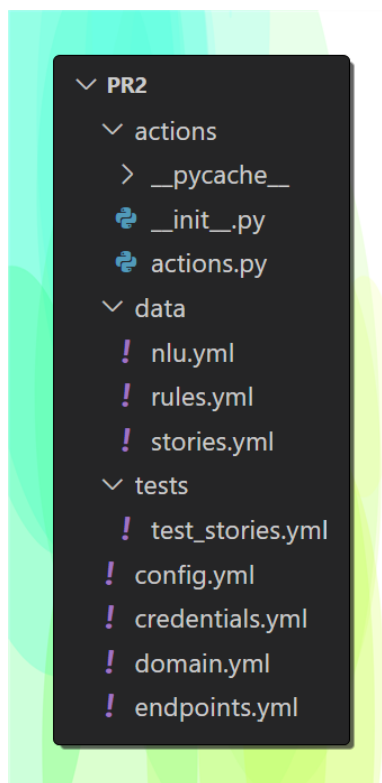 PR2
actions
__pycache__
__init__.py
actions.py
data
nlu.yml
rules.yml
stories.yml
tests
test_stories.yml
config.yml
credentials.yml
domain.yml
endpoints.yml